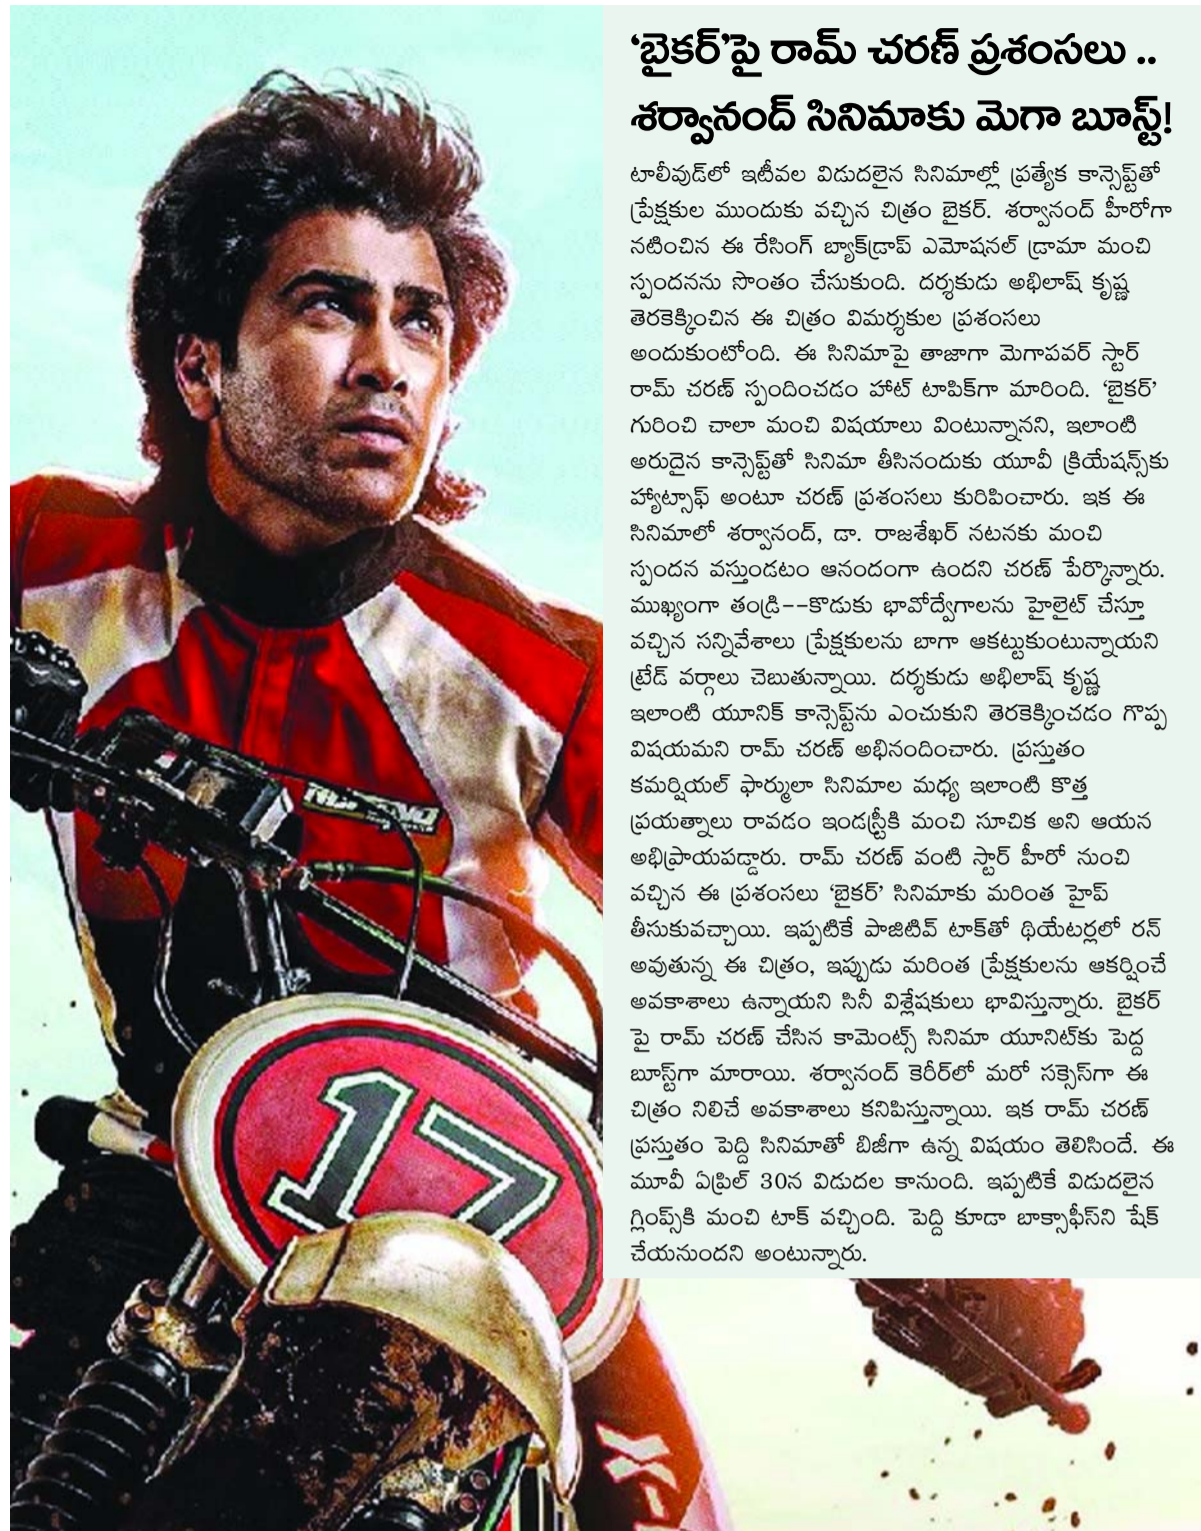 ‘బైకర్’పై రామ్ చరణ్ ప్రశంసలు ..
శర్వానంద్ సినిమాకు మెగా బూస్ట్!
టాలీవుడ్‌లో ఇటీవల విడుదలైన సినిమాల్లో ప్రత్యేక కాన్సెప్ట్‌తో
ప్రేక్షకుల ముందుకు వచ్చిన చిత్రం బైకర్. శర్వానంద్ హీరోగా
నటించిన ఈ రేసింగ్ బ్యాక్‌డ్రాప్ ఎమోషనల్ డ్రామా మంచి
స్పందనను సొంతం చేసుకుంది. దర్శకుడు అభిలాష్ కృష్ణ
తెరకెక్కించిన ఈ చిత్రం విమర్శకుల ప్రశంసలు
అందుకుంటోంది. ఈ సినిమాపై తాజాగా మెగాపవర్ స్టార్
రామ్ చరణ్ స్పందించడం హాట్ టాపిక్‌గా మారింది. ‘బైకర్’
గురించి చాలా మంచి విషయాలు వింటున్నానని, ఇలాంటి
అరుదైన కాన్సెప్ట్‌తో సినిమా తీసినందుకు యూవీ క్రియేషన్స్‌కు
హ్యాట్సాఫ్ అంటూ చరణ్ ప్రశంసలు కురిపించారు. ఇక ఈ
సినిమాలో శర్వానంద్, డా. రాజశేఖర్ నటనకు మంచి
స్పందన వస్తుండటం ఆనందంగా ఉందని చరణ్ పేర్కొన్నారు.
ముఖ్యంగా తండ్రి--కొడుకు భావోద్వేగాలను హైలైట్ చేస్తూ
వచ్చిన సన్నివేశాలు ప్రేక్షకులను బాగా ఆకట్టుకుంటున్నాయని
ట్రేడ్ వర్గాలు చెబుతున్నాయి. దర్శకుడు అభిలాష్ కృష్ణ
ఇలాంటి యూనిక్ కాన్సెప్ట్‌ను ఎంచుకుని తెరకెక్కించడం గొప్ప
విషయమని రామ్ చరణ్ అభినందించారు. ప్రస్తుతం
కమర్షియల్ ఫార్ములా సినిమాల మధ్య ఇలాంటి కొత్త
ప్రయత్నాలు రావడం ఇండస్ట్రీకి మంచి సూచిక అని ఆయన
అభిప్రాయపడ్డారు. రామ్ చరణ్ వంటి స్టార్ హీరో నుంచి
వచ్చిన ఈ ప్రశంసలు ‘బైకర్’ సినిమాకు మరింత హైప్
తీసుకువచ్చాయి. ఇప్పటికే పాజిటివ్ టాక్‌తో థియేటర్లలో రన్
అవుతున్న ఈ చిత్రం, ఇప్పుడు మరింత ప్రేక్షకులను ఆకర్షించే
అవకాశాలు ఉన్నాయని సినీ విశ్లేషకులు భావిస్తున్నారు. బైకర్
పై రామ్ చరణ్ చేసిన కామెంట్స్ సినిమా యూనిట్‌కు పెద్ద
బూస్ట్‌గా మారాయి. శర్వానంద్ కెరీర్‌లో మరో సక్సెస్‌గా ఈ
చిత్రం నిలిచే అవకాశాలు కనిపిస్తున్నాయి. ఇక రామ్ చరణ్
ప్రస్తుతం పెద్ది సినిమాతో బిజీగా ఉన్న విషయం తెలిసిందే. ఈ
మూవీ ఏప్రిల్ 30న విడుదల కానుంది. ఇప్పటికే విడుదలైన
గ్లింప్స్‌కి మంచి టాక్ వచ్చింది. పెద్ది కూడా బాక్సాఫీస్‌ని షేక్
చేయనుందని అంటున్నారు.
17